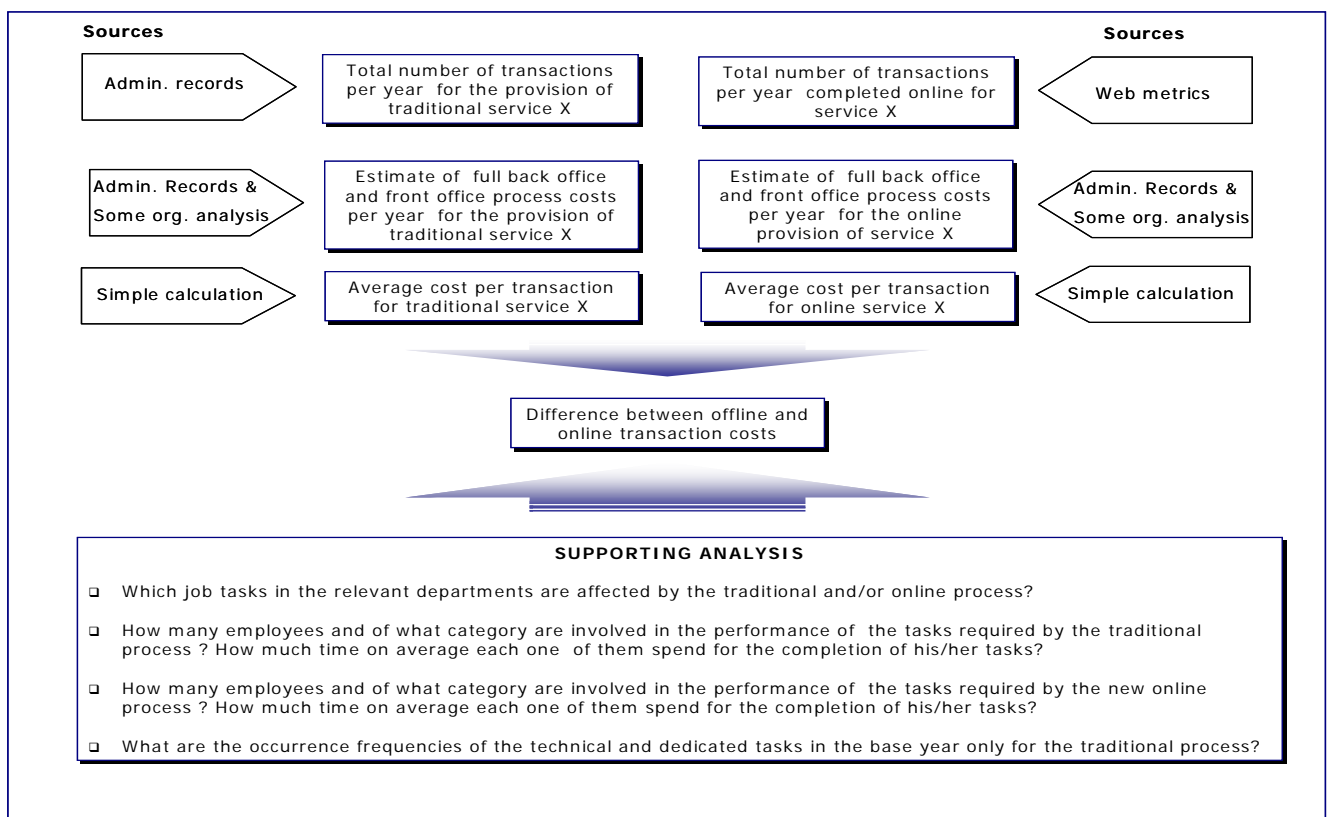 Sources
Sources
Admin. records
Total number of transactions
per year for the provision of
traditional service X
Total number of transactions
per year completed online for
service X
Web metrics
Admin. Records &
Some org. analysis
Estimate of full back office
and front office process costs
per year for the provision of
traditional service X
Estimate of full back office
and front office process costs
per year for the online
provision of service X
Admin. Records &
Some org. analysis
Simple calculation
Average cost per transaction
for traditional service X
Average cost per transaction
for online service X
Simple calculation
Difference between offline and
online transaction costs
SUPPORTING ANALYSIS
❑ Which job tasks in the relevant departments are affected by the traditional and/or online process?
❑ How many employees and of what category are involved in the performance of the tasks required by the traditional
process ? How much time on average each one of them spend for the completion of his/her tasks?
❑ How many employees and of what category are involved in the performance of the tasks required by the new online
process ? How much time on average each one of them spend for the completion of his/her tasks?
❑ What are the occurrence frequencies of the technical and dedicated tasks in the base year only for the traditional process?